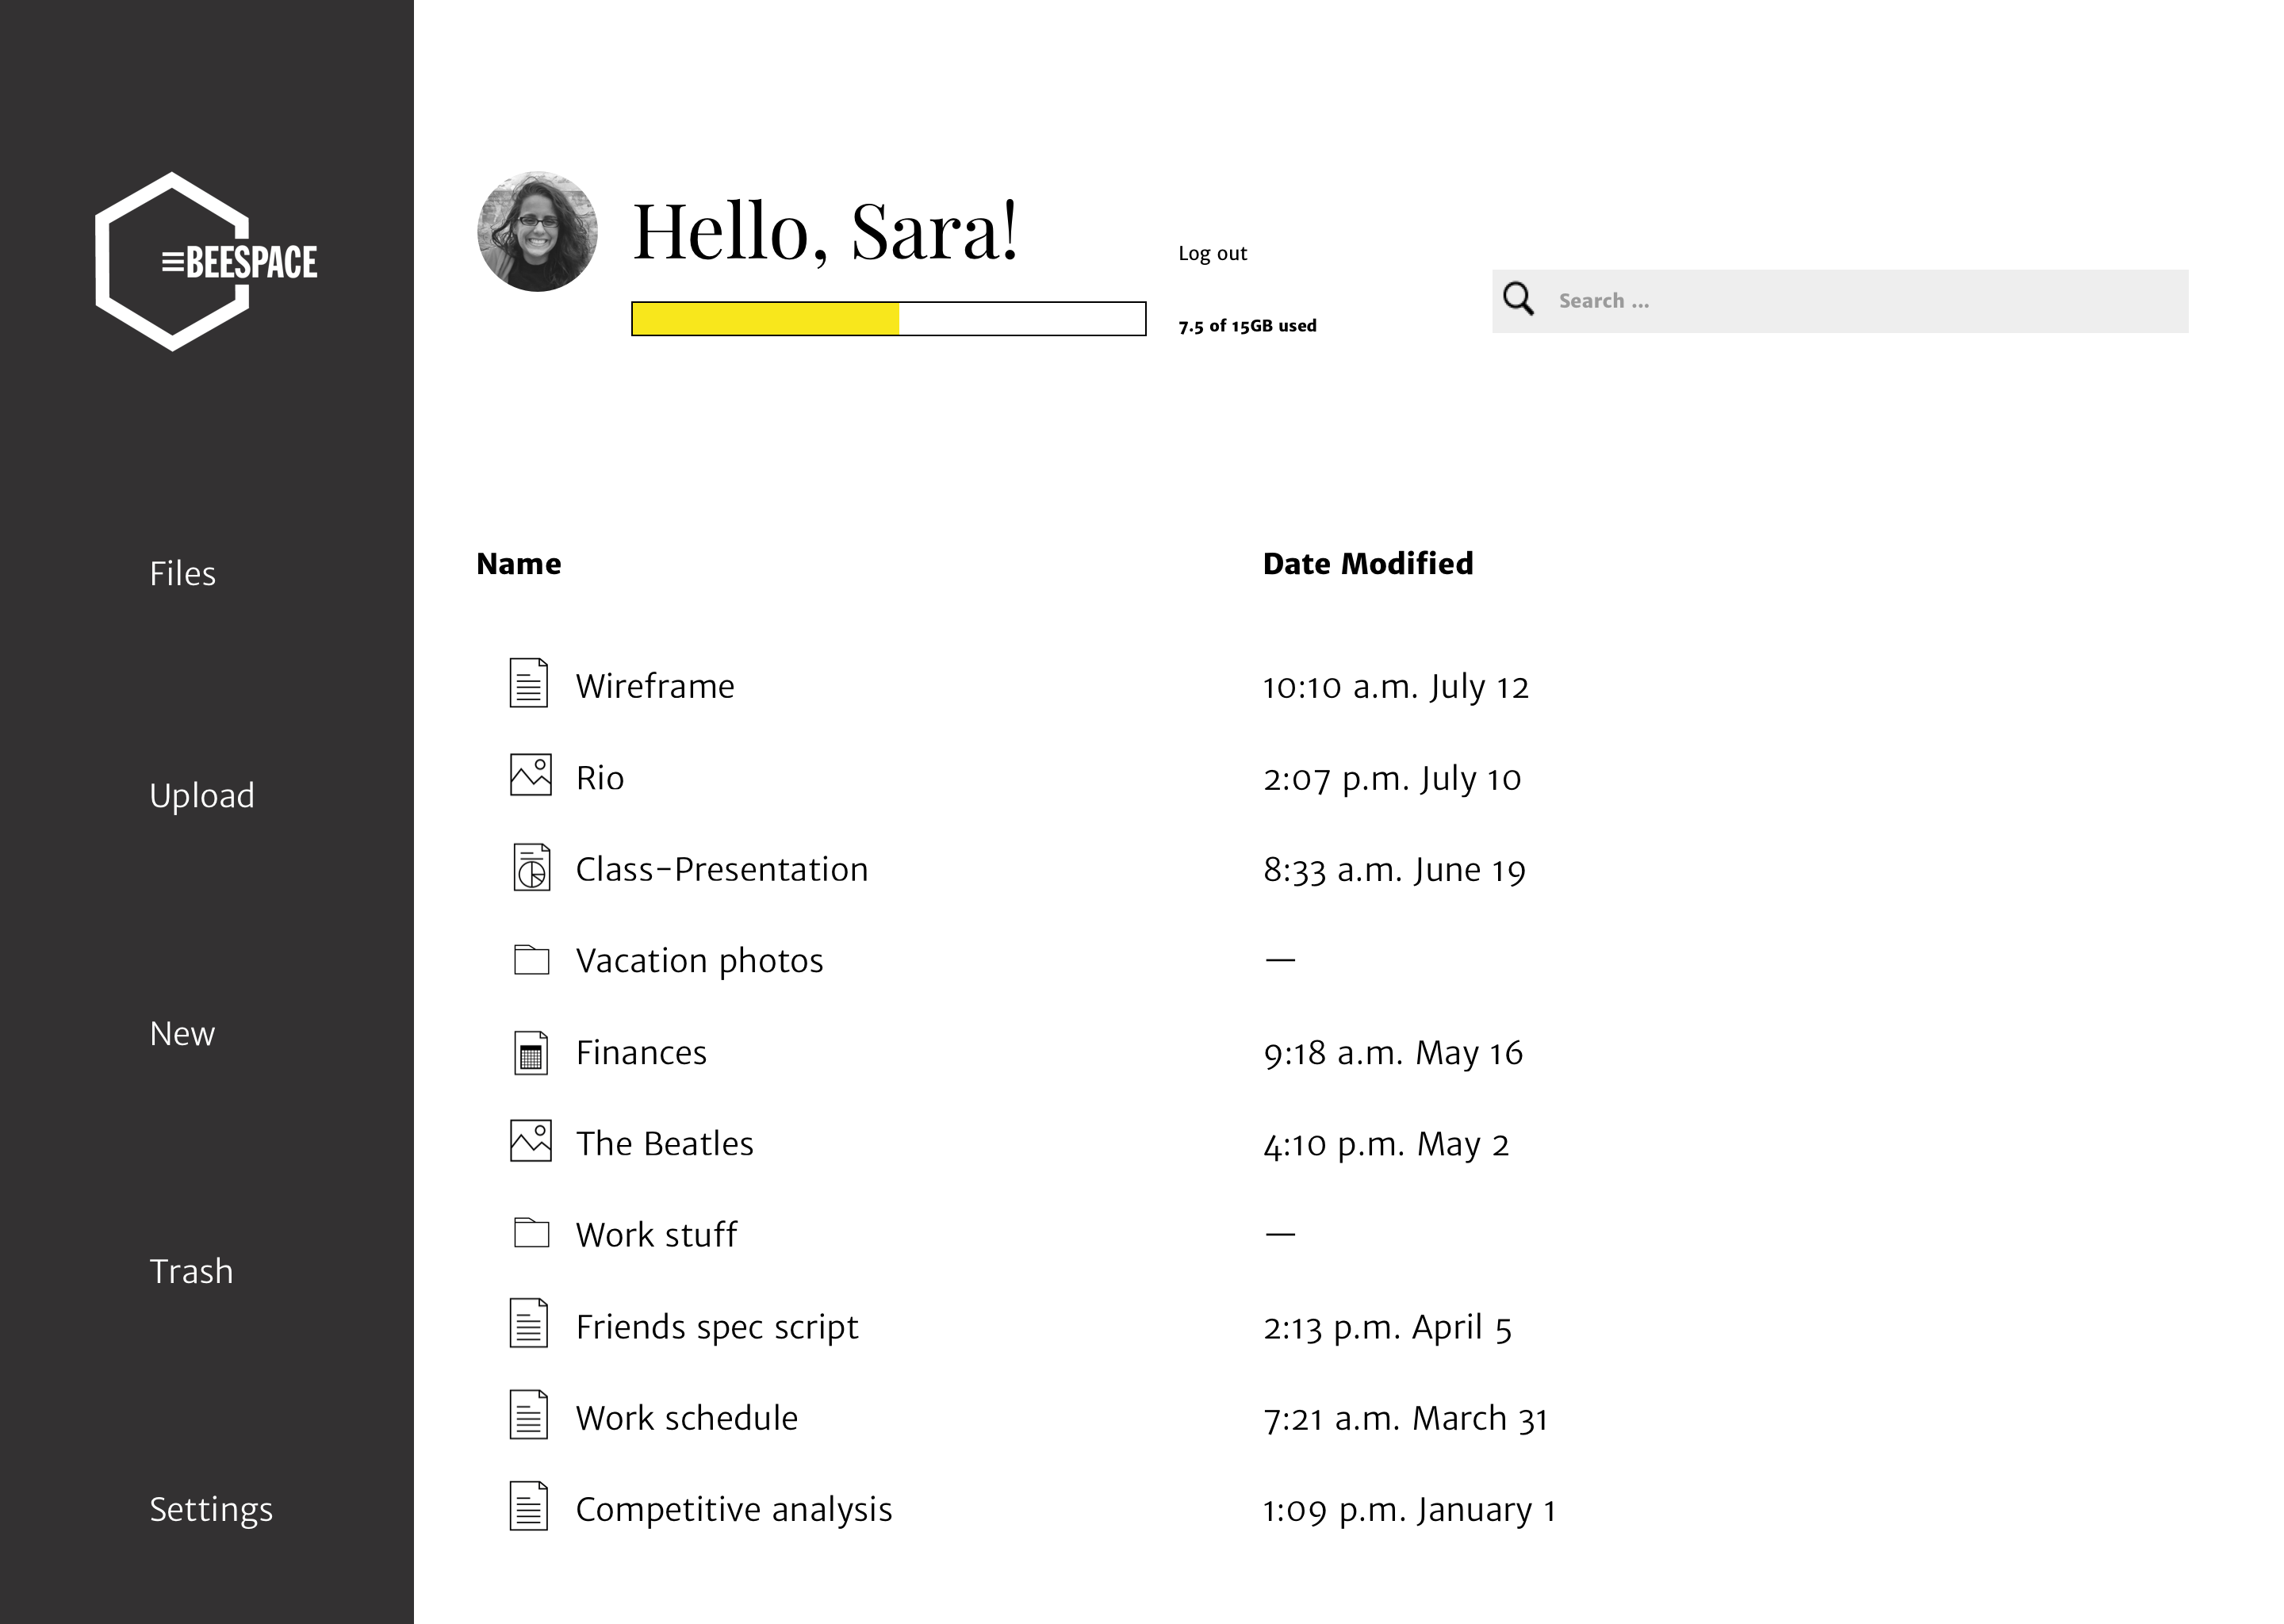 BEESPACE
Files
Upload
New
Trash
Settings
Hello, Sara!
Log out
7.5 of 15GB used
Search ...
Name Date Modified
Wireframe 10:10 a.m. July 12
Rio 2:07 p.m. July 10
Class-Presentation 8:33 a.m. June 19
Vacation photos —
Finances 9:18 a.m. May 16
The Beatles 4:10 p.m. May 2
Work stuff —
Friends spec script 2:13 p.m. April 5
Work schedule 7:21 a.m. March 31
Competitive analysis 1:09 p.m. January 1